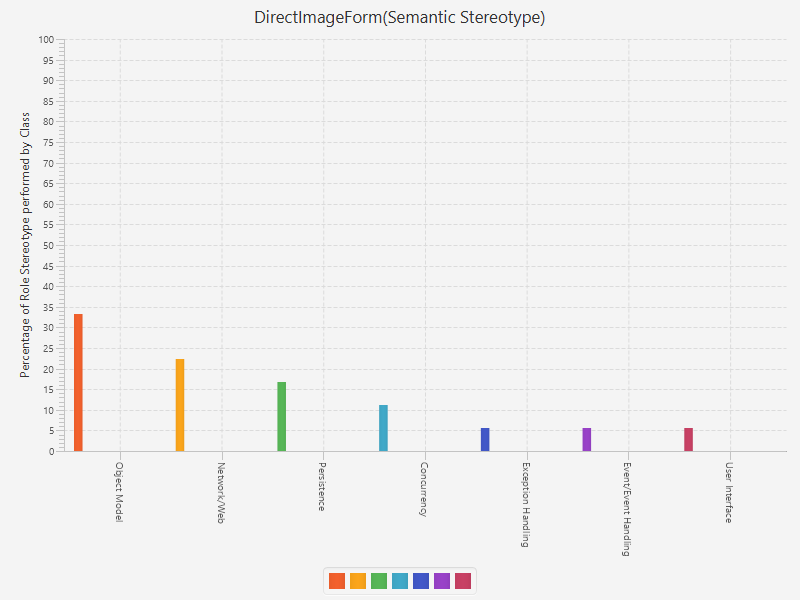 DirectImageForm(Semantic Stereotype)
Percentage of Role Stereotype performed by Class
100
95
90
85
80
75
70
65
60
55
50
45
40
35
30
25
20
15
10
5
0
Object Model
Network/Web
Persistence
Concurrency
Exception Handling
Event/Event Handling
User Interface